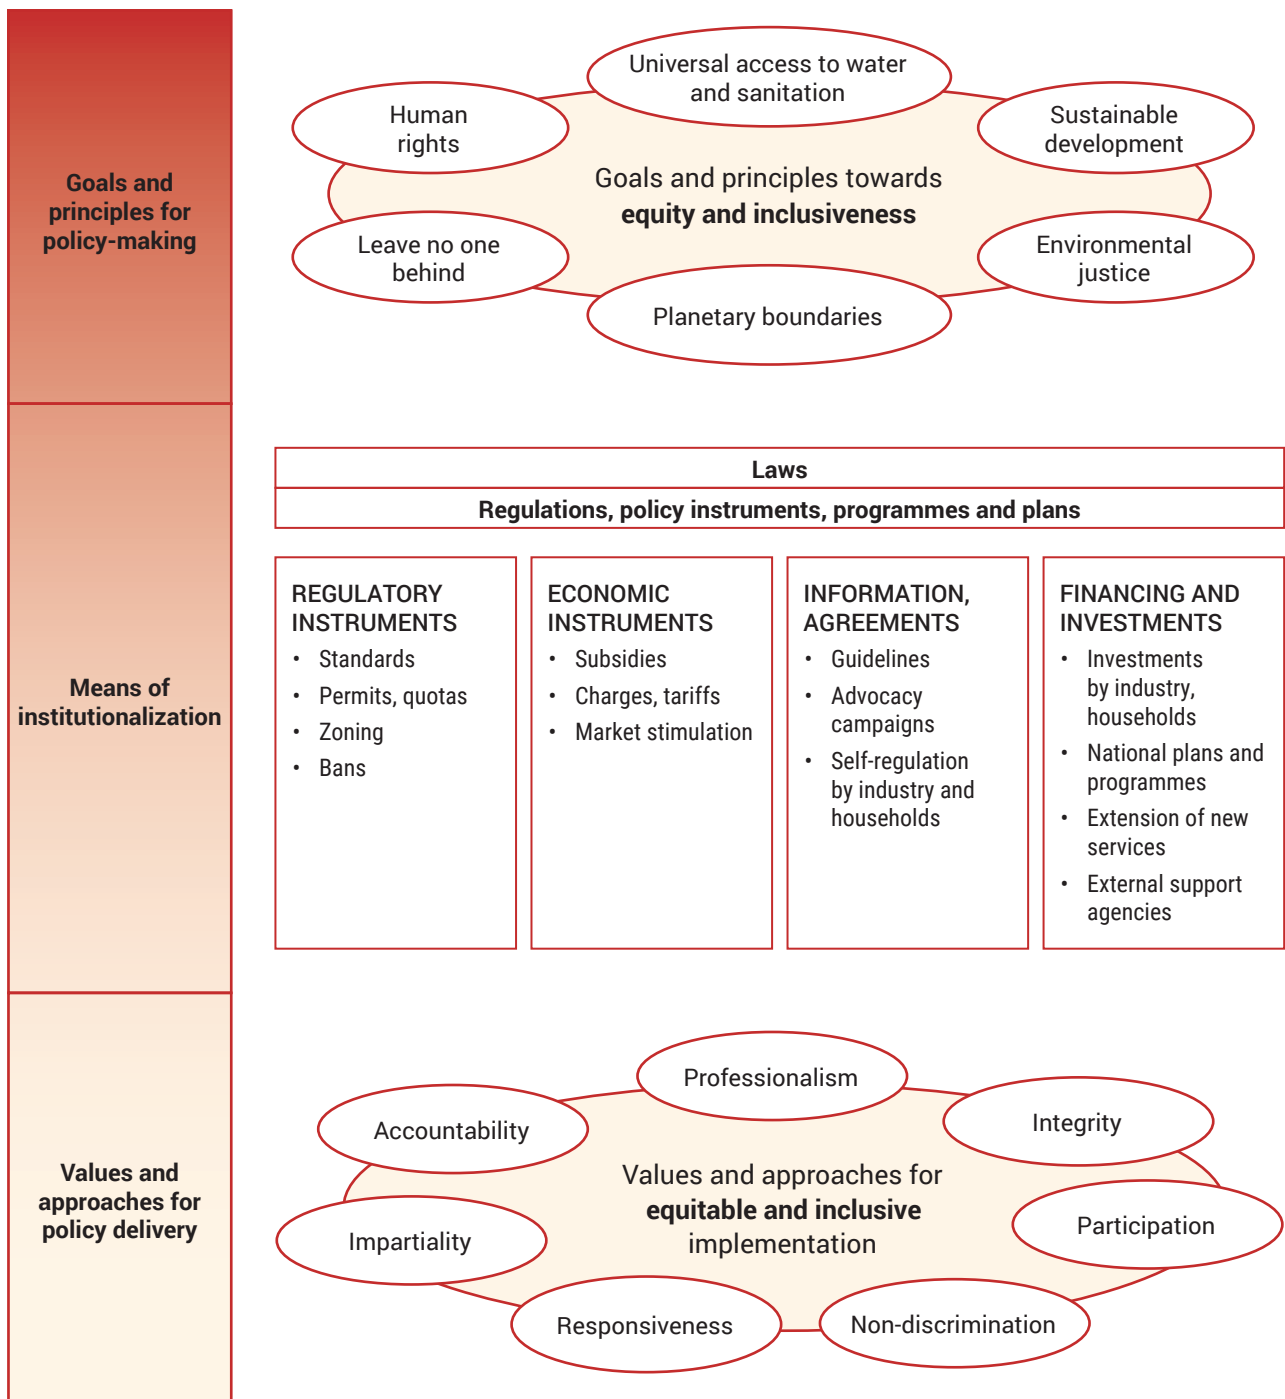 Goals and
principles for
policy-making
Universal access to water
and sanitation
Human
rights
Sustainable
development
Goals and principles towards
equity and inclusiveness
Leave no one
behind
Environmental
justice
Planetary boundaries
Means of
institutionalization
Laws
Regulations, policy instruments, programmes and plans
REGULATORY
INSTRUMENTS
• Standards
• Permits, quotas
• Zoning
• Bans
ECONOMIC
INSTRUMENTS
• Subsidies
• Charges, tariffs
• Market stimulation
INFORMATION,
AGREEMENTS
• Guidelines
• Advocacy
campaigns
• Self-regulation
by industry and
households
FINANCING AND
INVESTMENTS
• Investments
by industry,
households
• National plans and
programmes
• Extension of new
services
• External support
agencies
Values and
approaches for
policy delivery
Professionalism
Accountability
Integrity
Values and approaches for
equitable and inclusive
implementation
Impartiality
Participation
Responsiveness
Non-discrimination